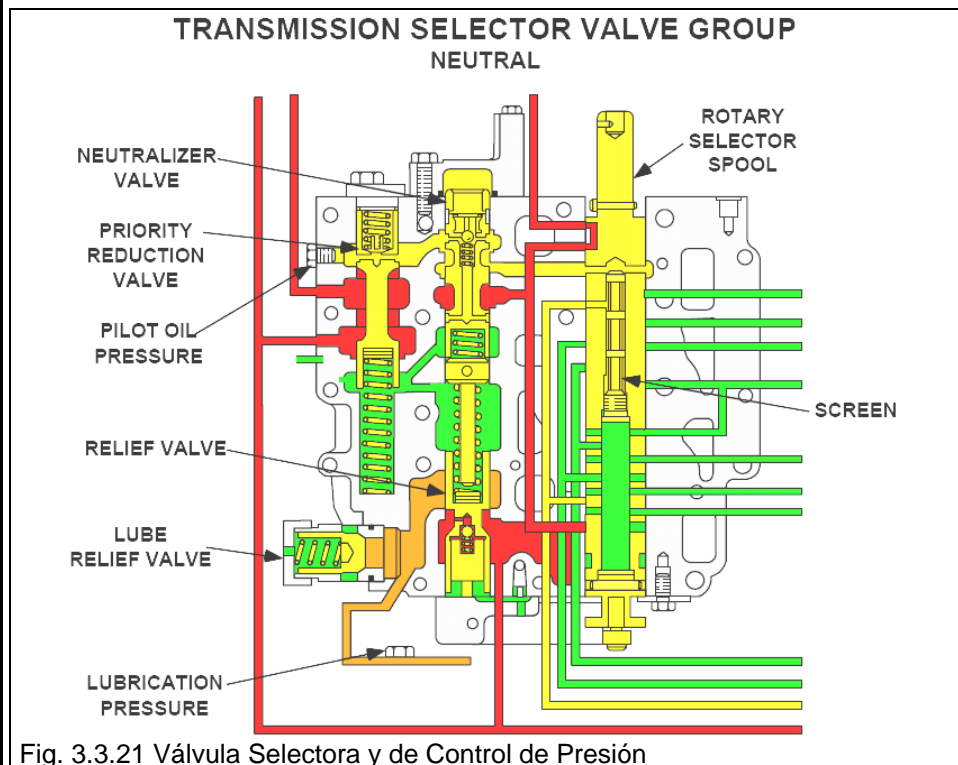 TRANSMISSION SELECTOR VALVE GROUP
NEUTRAL
NEUTRALIZER
VALVE
PRIORITY
REDUCTION
VALVE
PILOT OIL
PRESSURE
RELIEF VALVE
LUBE
RELIEF VALVE
LUBRICATION
PRESSURE
ROTARY
SELECTOR
SPOOL
SCREEN
Fig. 3.3.21 Válvula Selectora y de Control de Presión